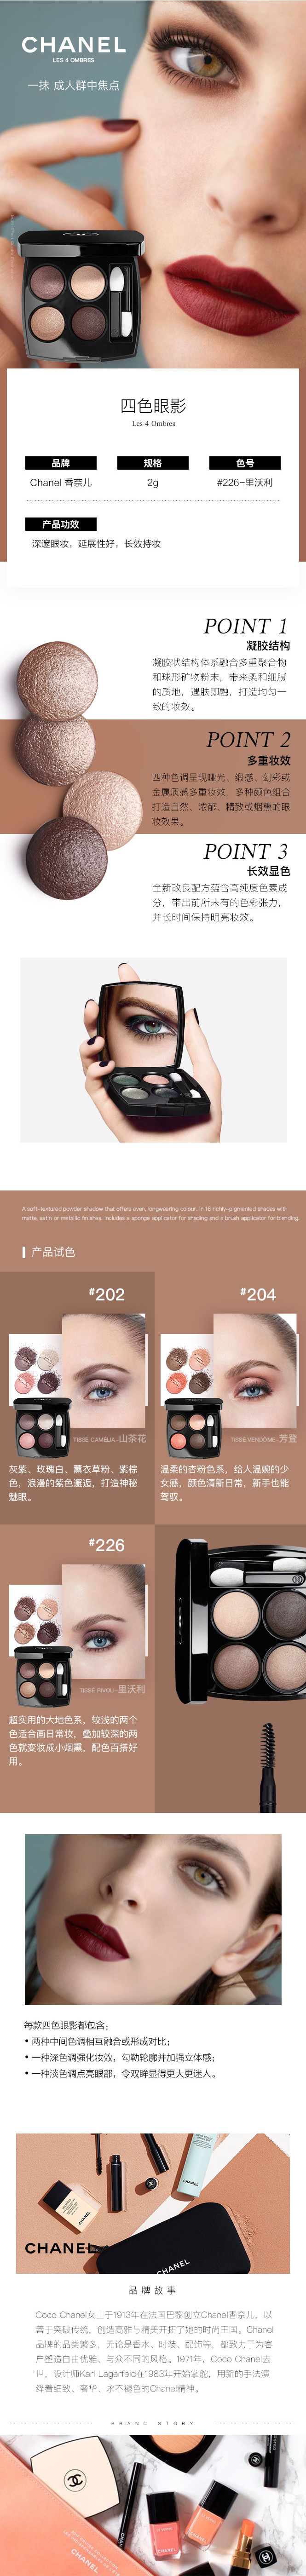 CHANEL
LES 4 OMBRES
一抹 成人群中焦点
四色眼影
Les 4 Ombres
品牌 规格 色号
Chanel 香奈儿 2g #226-里沃利
产品功效
深邃眼妆，延展性好，长效持妆
POINT 1
凝胶结构
凝胶状结构体系融合多重聚合物
和球形矿物粉末，带来柔和细腻
的质地，遇肤即融，打造均匀一
致的妆效。
POINT 2
多重妆效
四种色调呈现哑光、缎感、幻彩或
金属质感多重妆效，多种颜色组合
打造自然、浓郁、精致或烟熏的眼
妆效果。
POINT 3
长效显色
全新改良配方蕴含高纯度色素成
分，带出前所未有的色彩张力，
并长时间保持明亮妆效。
A soft-textured powder shadow that offers even, longwearing colour. In 16 richly-pigmented shades with
matte, satin or metallic finishes. Includes a sponge applicator for shading and a brush applicator for blending
产品试色
#202
TISSÉ CAMÉLIA-山茶花
灰紫、玫瑰白、薰衣草粉、紫棕
色，浪漫的紫色邂逅，打造神秘
魅眼。
#204
TISSÉ VENDÔME-芳登
温柔的杏粉色系，给人温婉的少
女感，颜色清新日常，新手也能
驾驭。
#226
TISSÉ RIVOLI-里沃利
超实用的大地色系，较浅的两个
色适合画日常妆，叠加较深的两
色就变妆成小烟熏，配色百搭好
用。
每款四色眼影都包含：
• 两种中间色调相互融合或形成对比；
• 一种深色调强化妆效，勾勒轮廓并加强立体感；
• 一种淡色调点亮眼部，令双眸显得更大更迷人。
CHANEL
CHANEL
CHANEL
CHANEL
品牌故事
Coco Chanel女士于1913年在法国巴黎创立Chanel香奈儿，以
善于突破传统，创造高雅与精美开拓了她的时尚王国。Chanel
品牌的品类繁多，无论是香水、时装、配饰等，都致力于为客
户塑造自由优雅、与众不同的风格。1971年，Coco Chanel去
世，设计师Karl Lagerfeld在1983年开始掌舵，用新的手法演
绎着细致、奢华、永不褪色的Chanel精神。
BRAND STORY
CHANEL
CHANEL
CHANEL